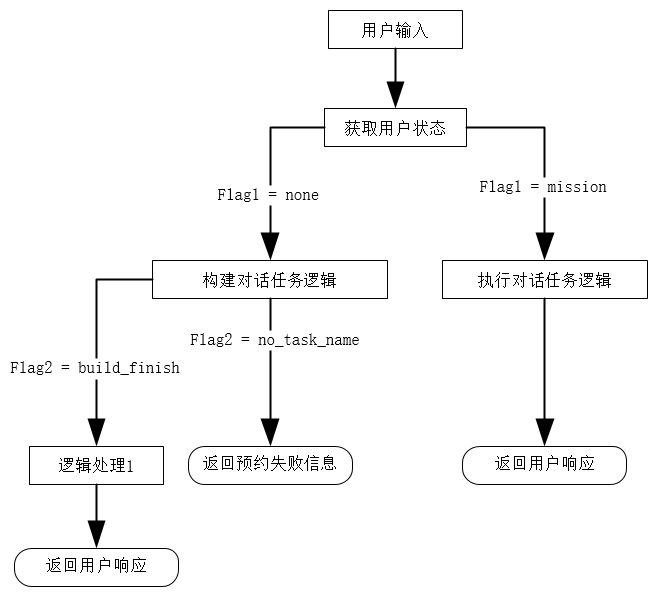 用户输入
获取用户状态
Flag1 = none
Flag1 = mission
构建对话任务逻辑
执行对话任务逻辑
Flag2 = no_task_name
Flag2 = build_finish
逻辑处理1
返回预约失败信息
返回用户响应
返回用户响应